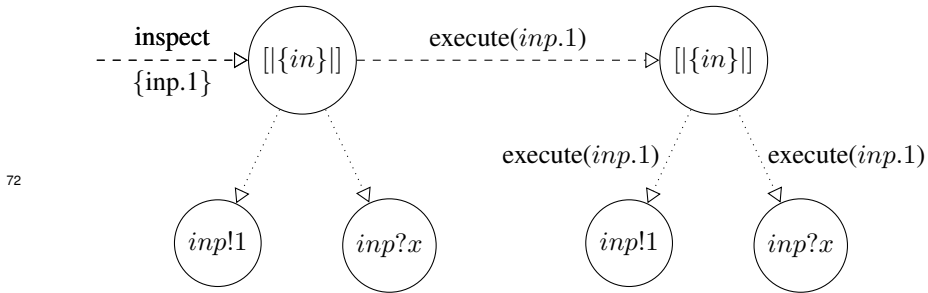 inspect
{inp.1}
[|{in}|]
execute(inp.1)
[|{in}|]
execute(inp.1)
execute(inp.1)
72
inp!1
inp?x
inp!1
inp?x